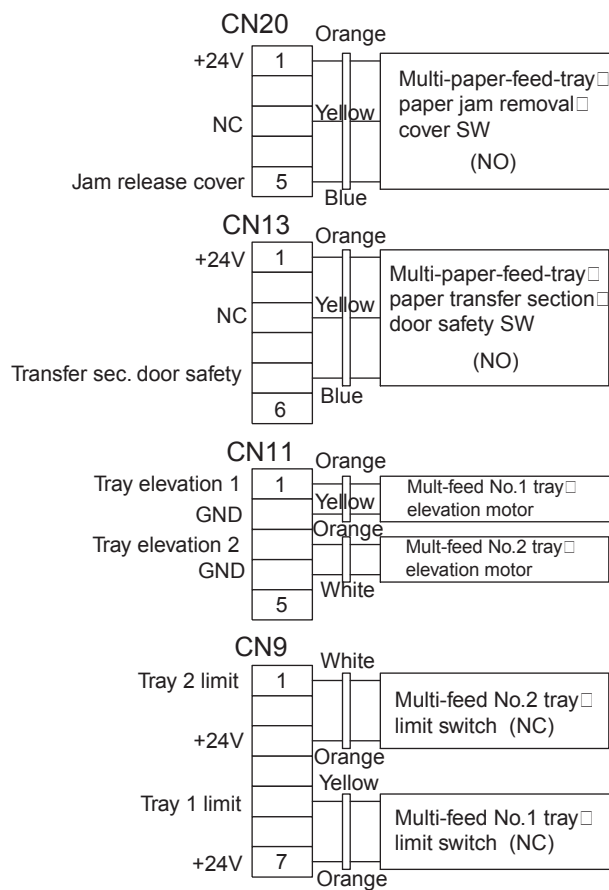 CN20
Orange
+24V 1
Multi-paper-feed-tray□
Yellow paper jam removal□
NC cover SW
(NO)
Jam release cover 5
Blue
CN13
Orange
+24V 1
Multi-paper-feed-tray□
Yellow paper transfer section□
NC door safety SW
(NO)
Transfer sec. door safety
Blue
6
CN11
Orange
Tray elevation 1 1 Mult-feed No.1 tray□
Yellow elevation motor
GND
Orange
Tray elevation 2 Mult-feed No.2 tray□
GND elevation motor
White
5
CN9
White
Tray 2 limit 1
Multi-feed No.2 tray□
limit switch (NC)
+24V
Orange
Yellow
Tray 1 limit
Multi-feed No.1 tray□
limit switch (NC)
+24V 7
Orange